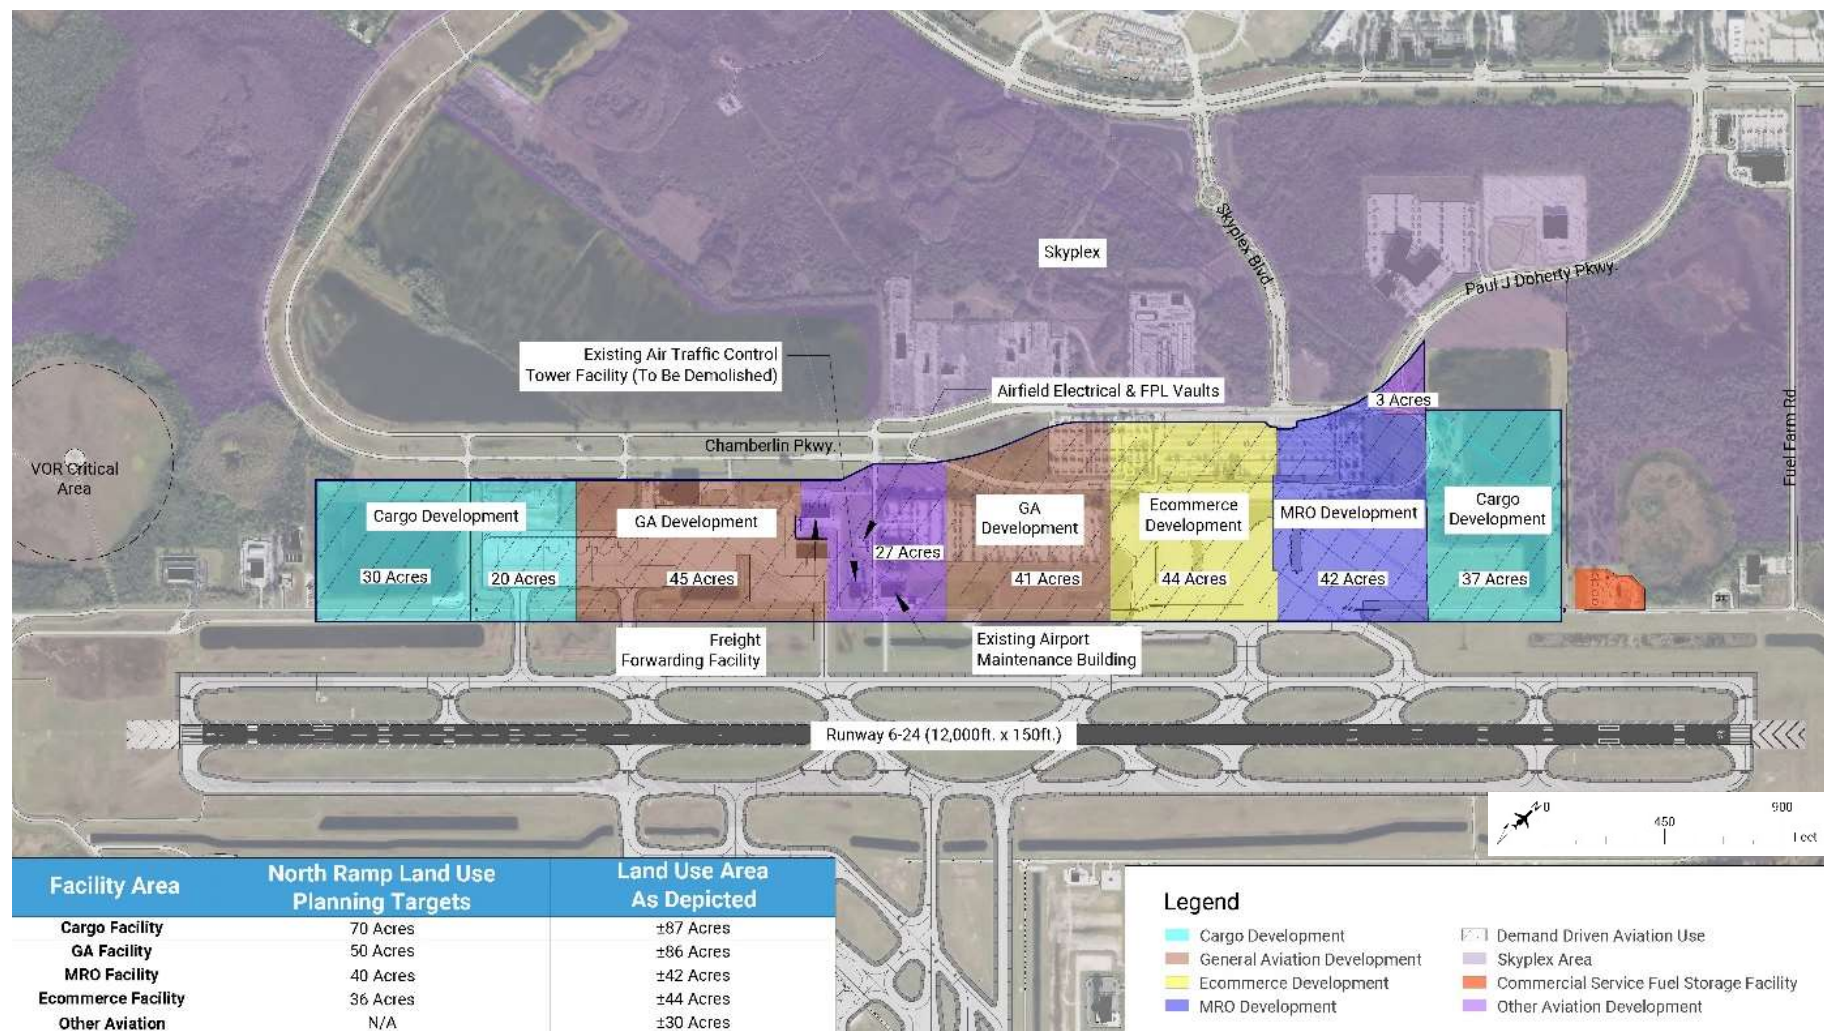 Skyplex
Skyplex Blvd.
Paul J Doherty Pkwy.
Existing Air Traffic Control
Tower Facility (To Be Demolished)
Airfield Electrical & FPL Vaults
3 Acres
Chamberlin Pkwy.
Fuel Farm Rd
VOR Critical
Area
Cargo Development
GA Development
GA
Development
Ecommerce
Development
MRO Development
Cargo
Development
30 Acres
20 Acres
45 Acres
27 Acres
41 Acres
44 Acres
42 Acres
37 Acres
Freight
Forwarding Facility
Existing Airport
Maintenance Building
Runway 6-24 (12,000ft. x 150ft.)
0
450
900
Feet
Facility Area
North Ramp Land Use
Planning Targets
Land Use Area
As Depicted
Cargo Facility 70 Acres ±87 Acres
GA Facility 50 Acres ±86 Acres
MRO Facility 40 Acres ±42 Acres
Ecommerce Facility 36 Acres ±44 Acres
Other Aviation N/A ±30 Acres
Legend
Cargo Development
General Aviation Development
Ecommerce Development
MRO Development
Demand Driven Aviation Use
Skyplex Area
Commercial Service Fuel Storage Facility
Other Aviation Development